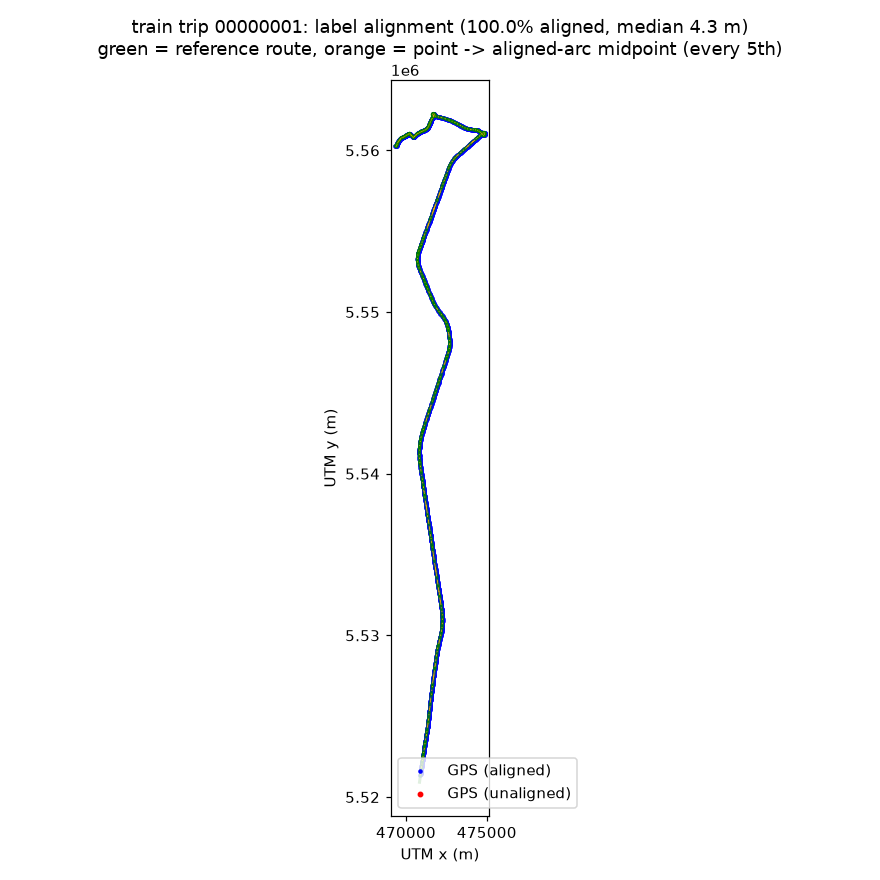 train trip 00000001: label alignment (100.0% aligned, median 4.3 m)
green = reference route, orange = point -> aligned-arc midpoint (every 5th)
1e6
5.56
5.55
5.54
5.53
5.52
UTM y (m)
GPS (aligned)
GPS (unaligned)
470000 475000
UTM x (m)